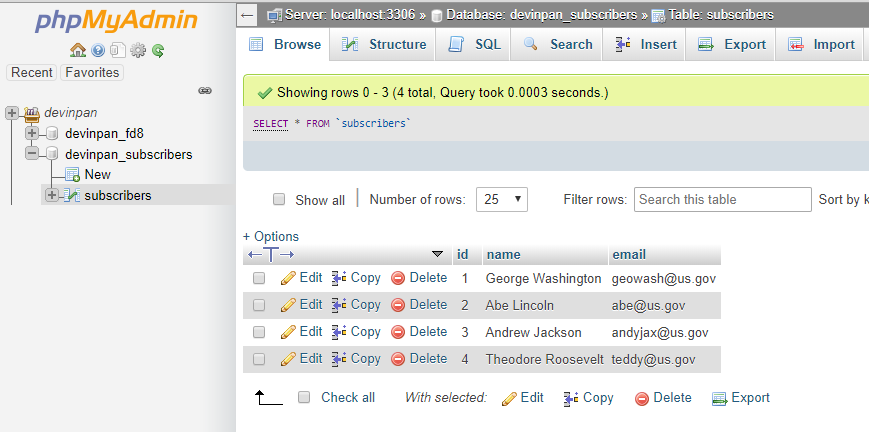 phpMyAdmin
Recent Favorites
devinpan
devinpan_fd8
devinpan_subscribers
New
subscribers
Server: localhost:3306 » Database: devinpan_subscribers » Table: subscribers
Browse Structure SQL Search Insert Export Import
Showing rows 0 - 3 (4 total, Query took 0.0003 seconds.)
SELECT * FROM `subscribers`
Show all Number of rows: 25 Filter rows: Search this table Sort by k
+ Options
id name email
Edit Copy Delete 1 George Washington geowash@us.gov
Edit Copy Delete 2 Abe Lincoln abe@us.gov
Edit Copy Delete 3 Andrew Jackson andyjax@us.gov
Edit Copy Delete 4 Theodore Roosevelt teddy@us.gov
Check all With selected: Edit Copy Delete Export